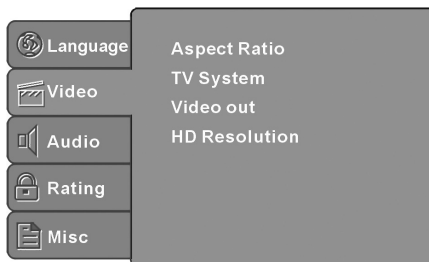 Language
Video
Audio
Rating
Misc
Aspect Ratio
TV System
Video out
HD Resolution